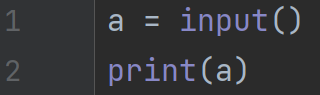 1 a = input()
2 print(a)